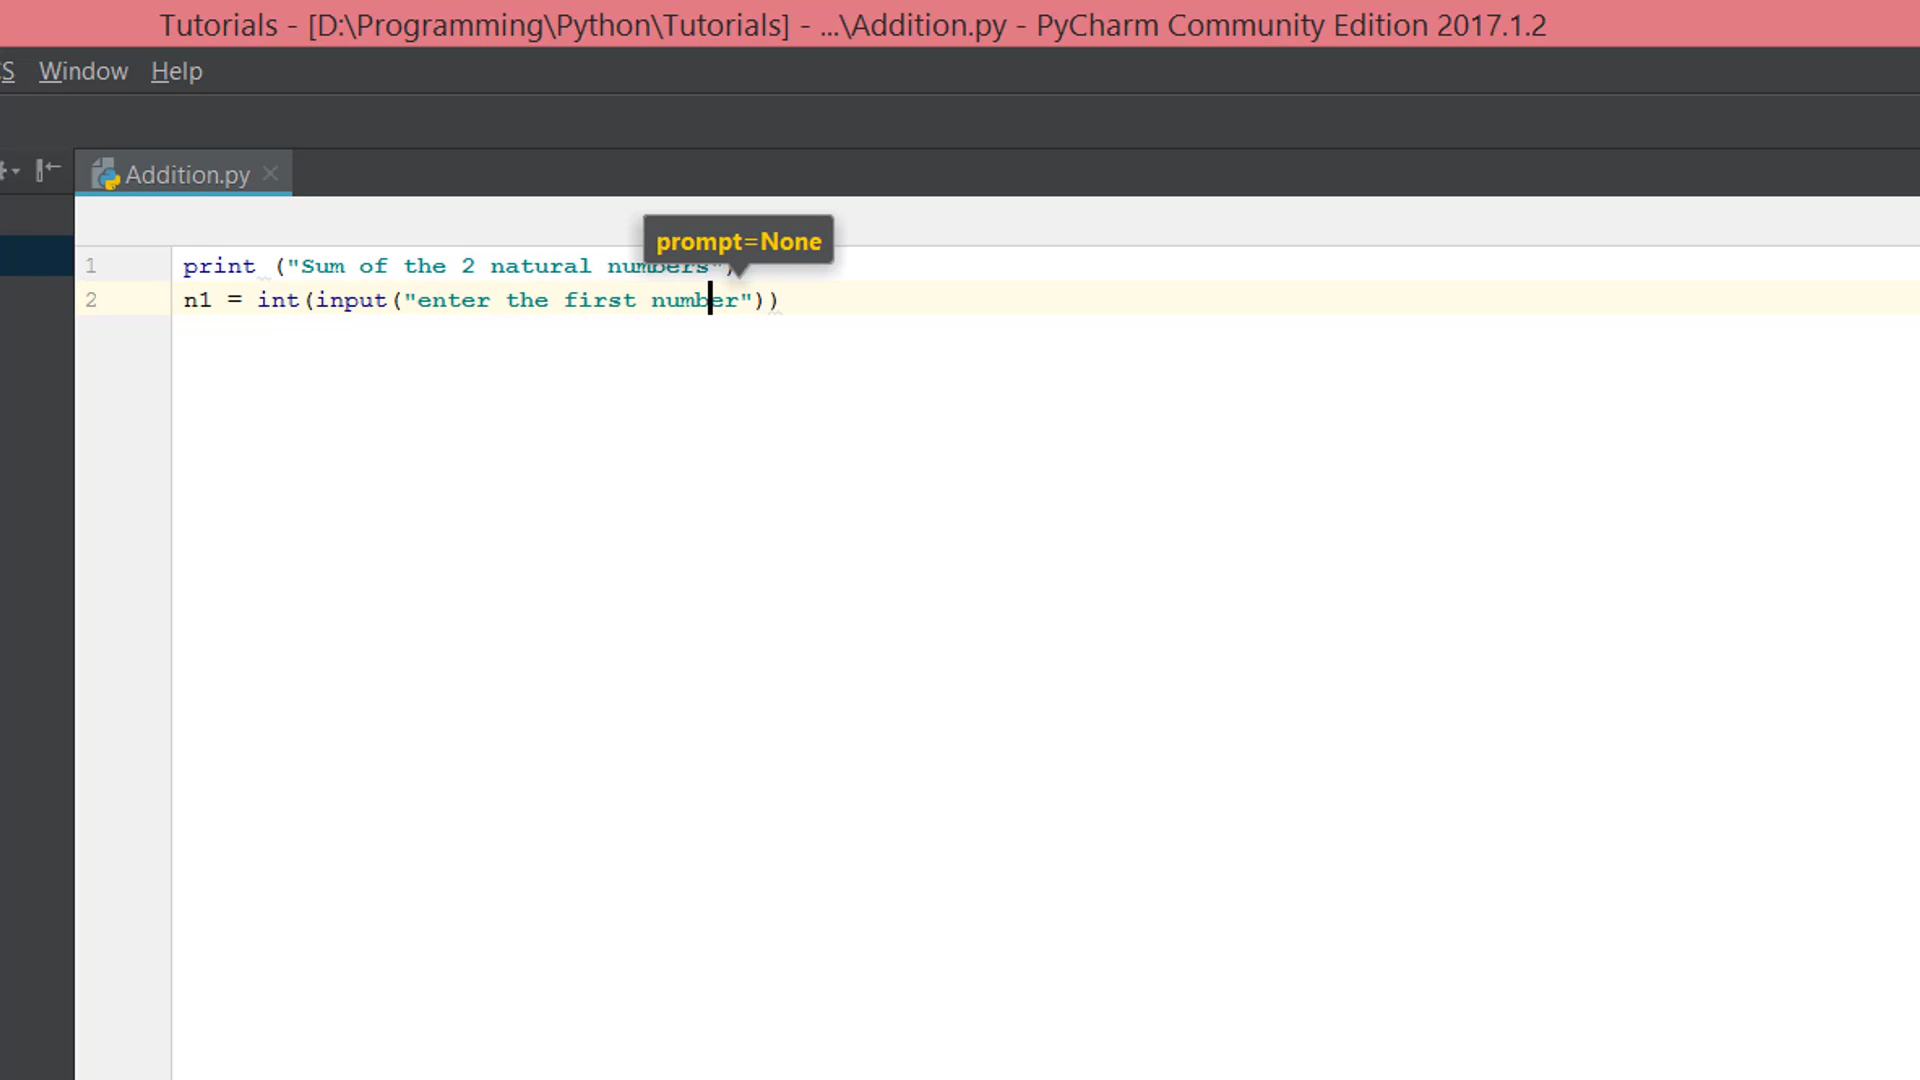 Tutorials - [D:\Programming\Python\Tutorials] - ...\Addition.py - PyCharm Community Edition 2017.1.2
S Window Help
Addition.py
prompt=None
1 print ("Sum of the 2 natural numbers")
2 n1 = int(input("enter the first number"))